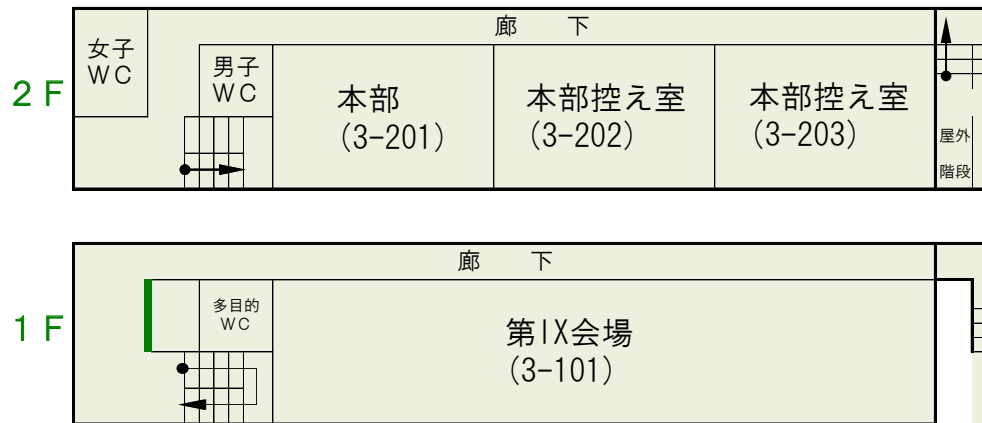 廊 下
女子
WC
男子
WC
2F
本部
(3-201)
本部控え室
(3-202)
本部控え室
(3-203)
屋外
階段
廊 下
1F
多目的
WC
第IX会場
(3-101)